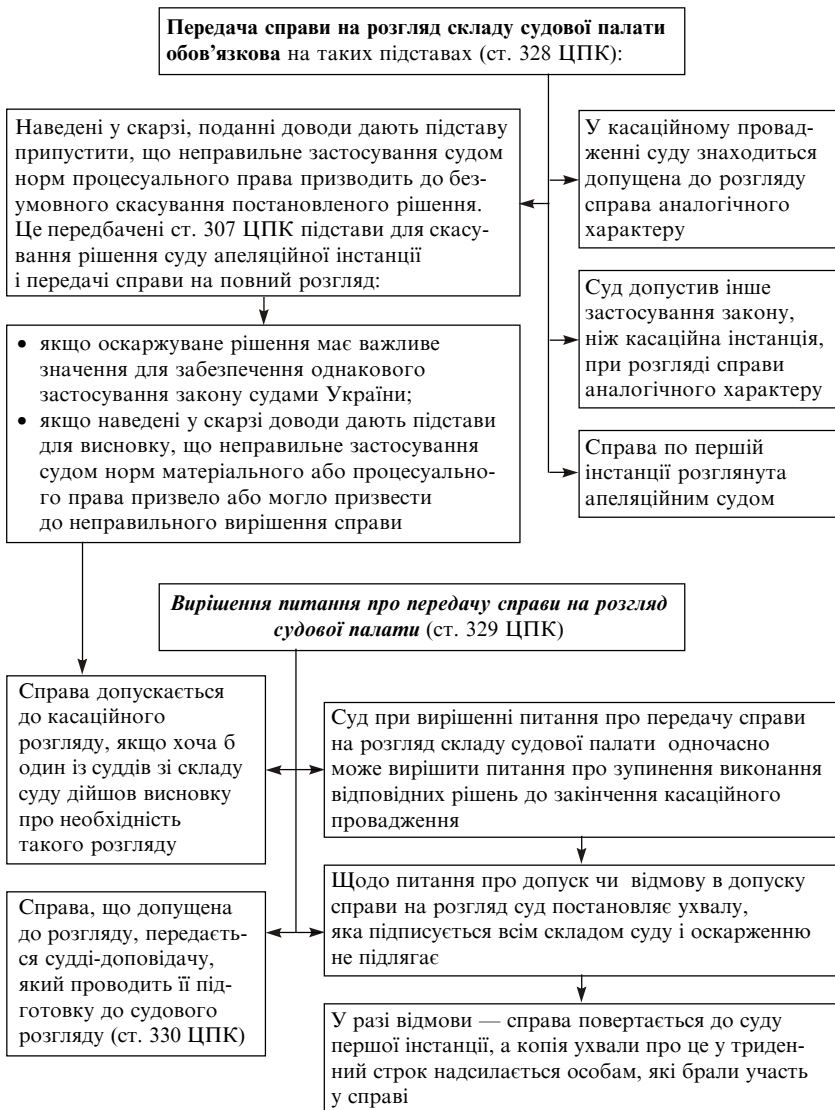 Передача справи на розгляд складу судової палати
обов’язкова на таких підставах (ст. 328 ЦПК):
Наведені у скарзі, поданні доводи дають підставу
припустити, що неправильне застосування судом
норм процесуального права призводить до без-
умовного скасування постановленого рішення.
Це передбачені ст. 307 ЦПК підстави для скасу-
вання рішення суду апеляційної інстанції
і передачі справи на повний розгляд:
У касаційному провад-
женні суду знаходиться
допущена до розгляду
справа аналогічного
характеру
Суд допустив інше
застосування закону,
ніж касаційна інстанція,
при розгляді справи
аналогічного характеру
Справа по першій
інстанції розглянута
апеляційним судом
• якщо оскаржуване рішення має важливе
значення для забезпечення однакового
застосування закону судами України;
• якщо наведені у скарзі доводи дають підстави
для висновку, що неправильне застосування
судом норм матеріального або процесуально-
го права призвело або могло призвести
до неправильного вирішення справи
Вирішення питання про передачу справи на розгляд
судової палати (ст. 329 ЦПК)
Справа допускається
до касаційного
розгляду, якщо хоча б
один із суддів зі складу
суду дійшов висновку
про необхідність
такого розгляду
Справа, що допущена
до розгляду, передаєть-
ся судді-доповідачу,
який проводить її під-
готовку до судового
розгляду (ст. 330 ЦПК)
Суд при вирішенні питання про передачу справи
на розгляд складу судової палати одночасно
може вирішити питання про зупинення виконання
відповідних рішень до закінчення касаційного
провадження
Щодо питання про допуск чи відмову в допуску
справи на розгляд суд постановляє ухвалу,
яка підписується всім складом суду і оскарженню
не підлягає
У разі відмови — справа повертається до суду
першої інстанції, а копія ухвали про це у триден-
ний строк надсилається особам, які брали участь
у справі